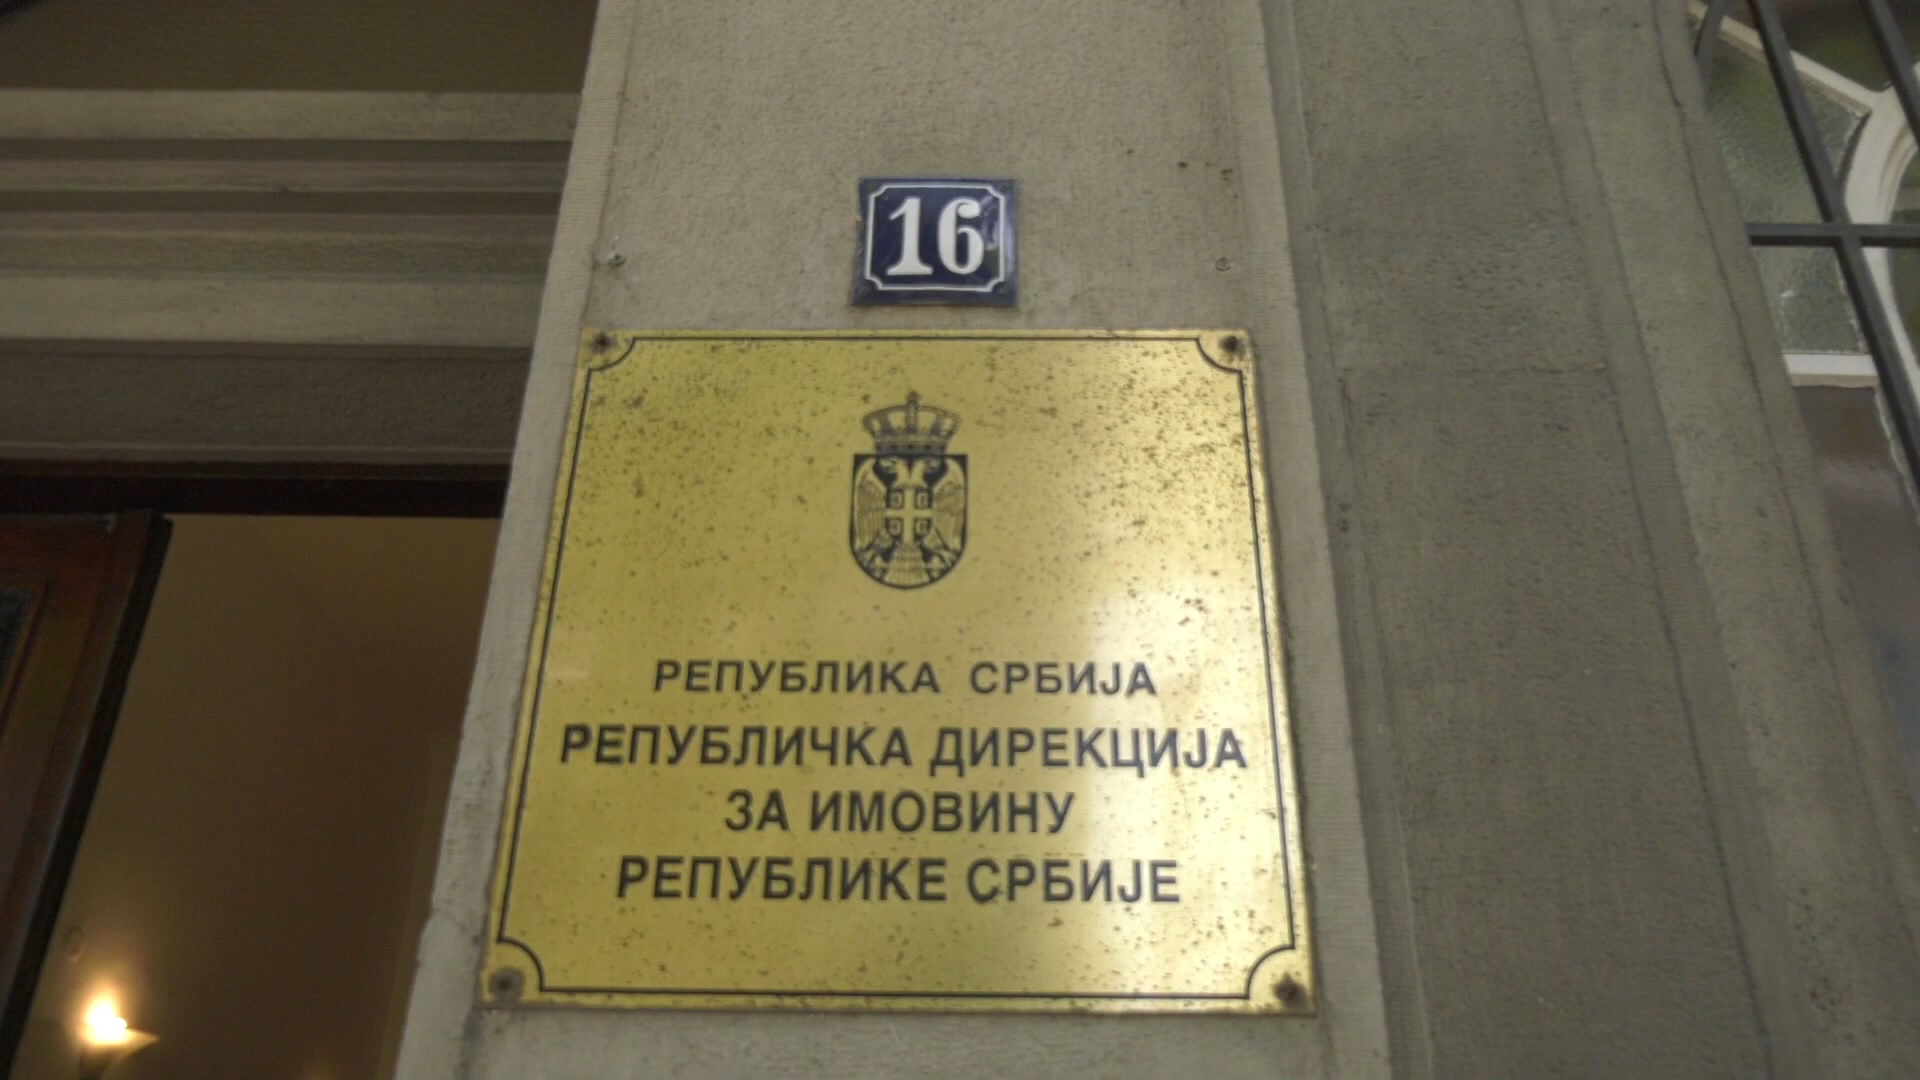 16
РЕПУБЛИКА СРБИЈА
РЕПУБЛИЧКА ДИРЕКЦИЈА
ЗА ИМОВИНУ
РЕПУБЛИКЕ СРБИЈЕ